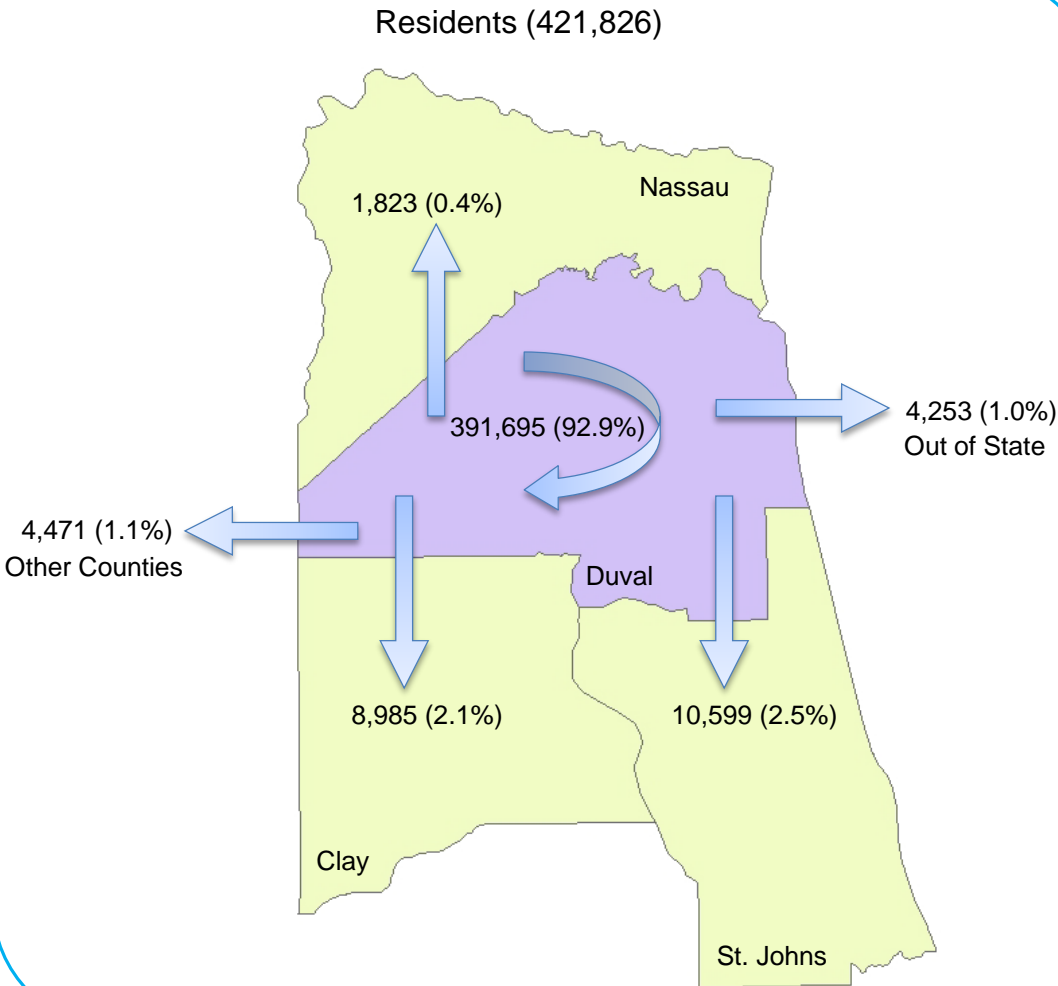 Residents (421,826)
Nassau
1,823 (0.4%)
391,695 (92.9%)
4,253 (1.0%)
Out of State
4,471 (1.1%)
Other Counties
Duval
8,985 (2.1%)
10,599 (2.5%)
Clay
St. Johns